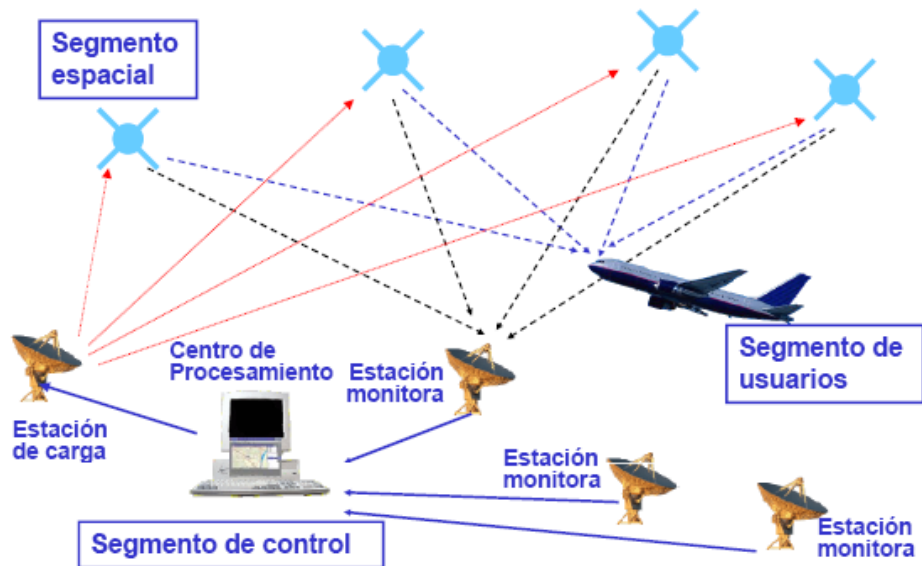 Segmento
espacial
Centro de
Procesamiento
Estación
monitora
Segmento de
usuarios
Estación
de carga
Estación
monitora
Segmento de control
Estación
monitora